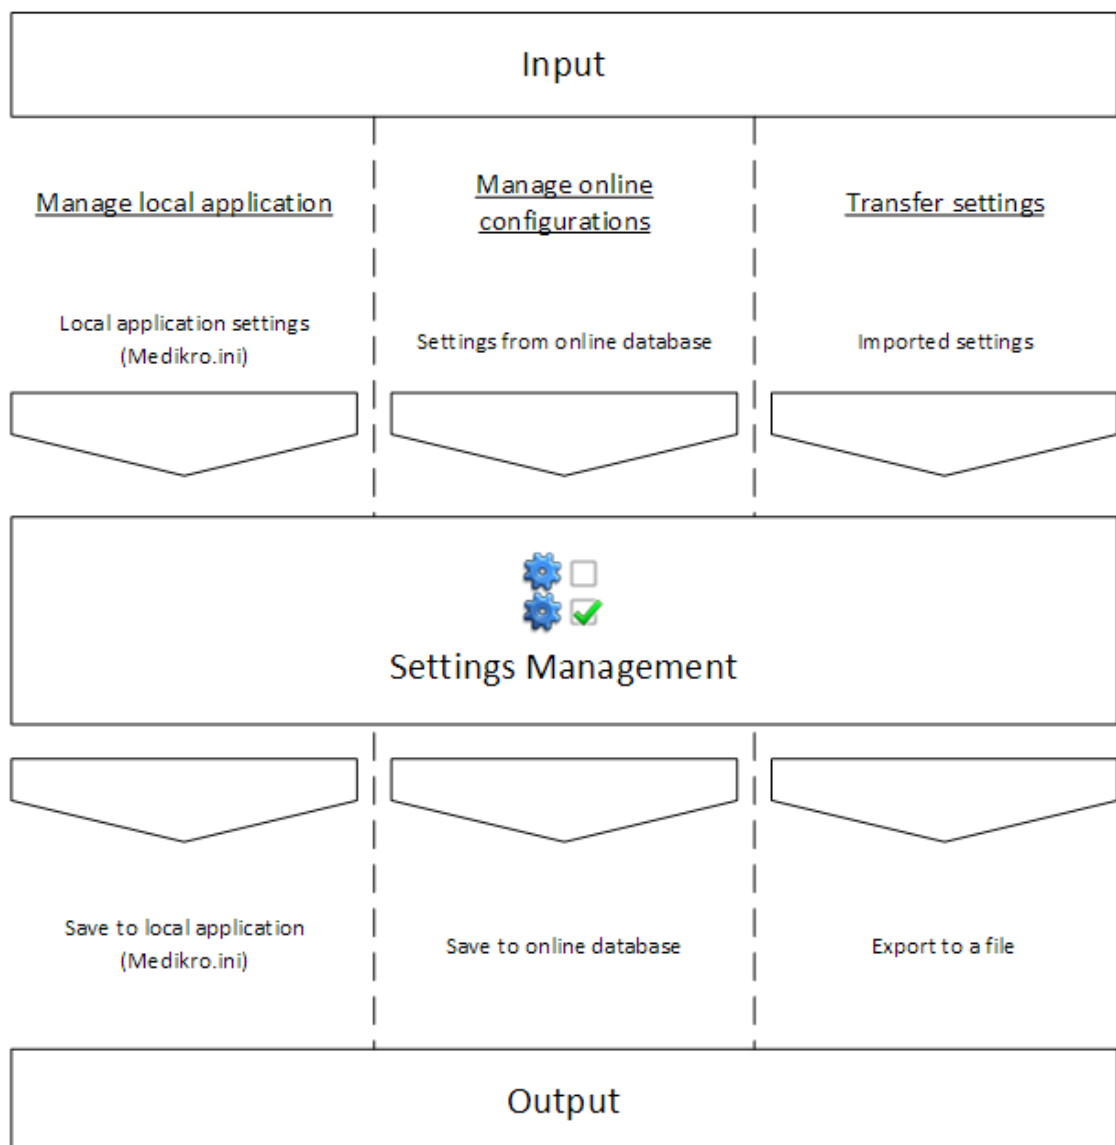 Input
Manage local application
Manage online
configurations
Transfer settings
Local application settings
(Medikro.ini)
Settings from online database
Imported settings
Settings Management
Save to local application
(Medikro.ini)
Save to online database
Export to a file
Output